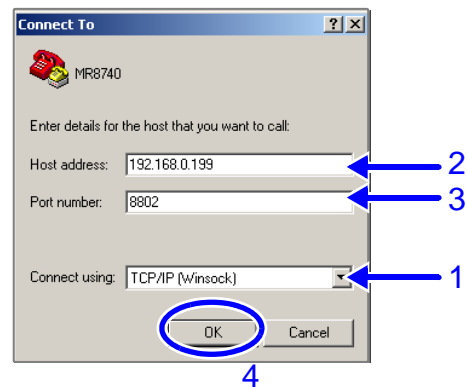 Connect To
MR8740
Enter details for the host that you want to call:
Host address: 192.168.0.199 2
Port number: 8802 3
Connect using: TCP/IP (Winsock) 1
OK Cancel
4